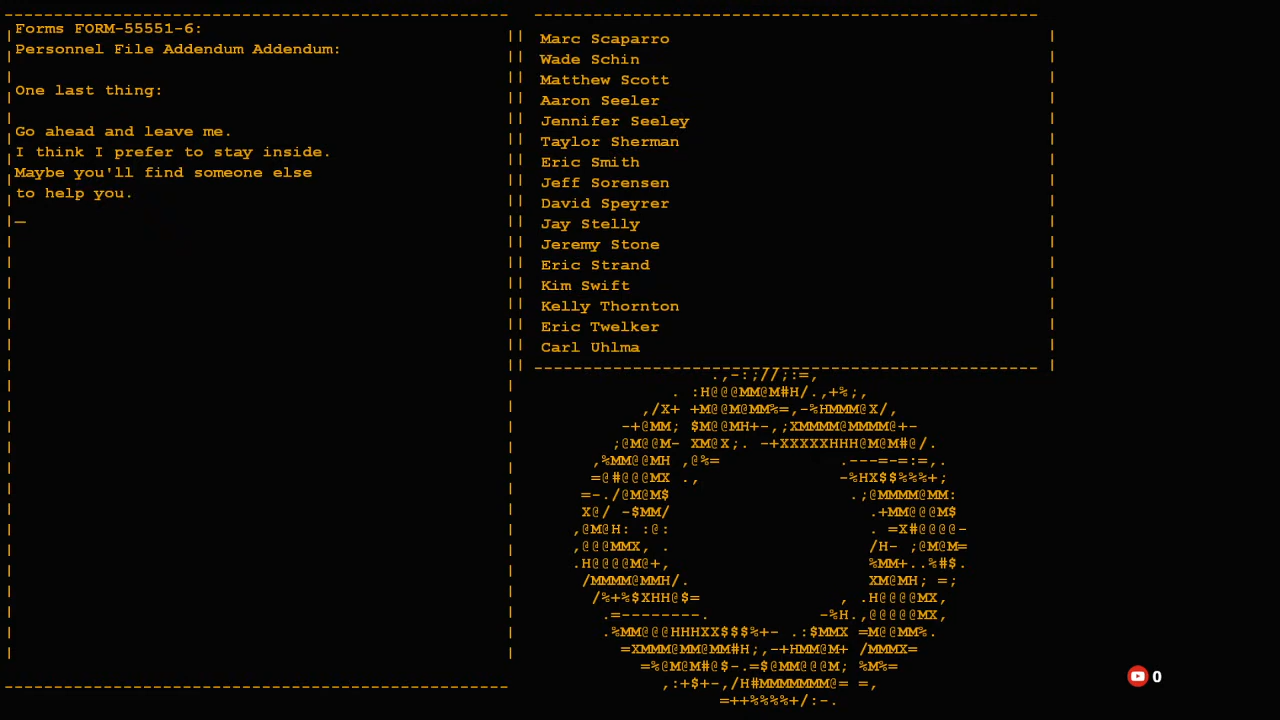 Forms FORM-55551-6:
Personnel File Addendum Addendum:
One last thing:
Go ahead and leave me.
I think I prefer to stay inside.
Maybe you'll find someone else
to help you.
Marc Scaparro
Wade Schin
Matthew Scott
Aaron Seeler
Jennifer Seeley
Taylor Sherman
Eric Smith
Jeff Sorensen
David Speyrer
Jay Stelly
Jeremy Stone
Eric Strand
Kim Swift
Kelly Thornton
Eric Twelker
Carl Uhlma
0